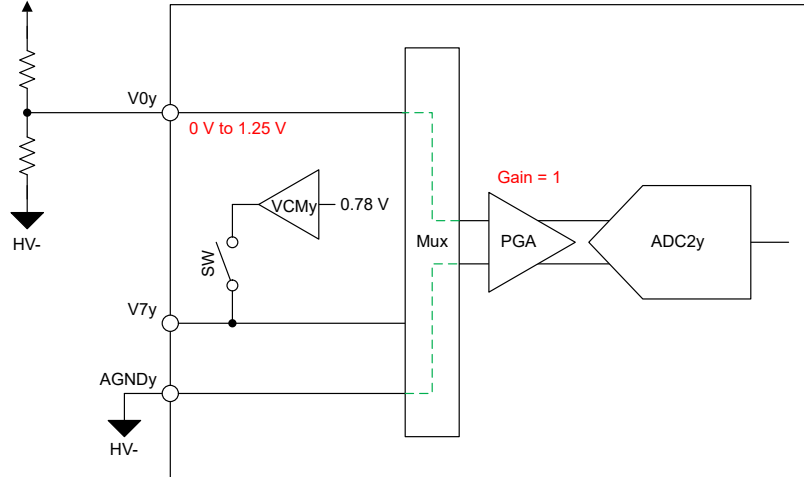 V0y
0 V to 1.25 V
Gain = 1
VCMy
0.78 V
SW
Mux
PGA
ADC2y
HV-
V7y
AGNDy
HV-